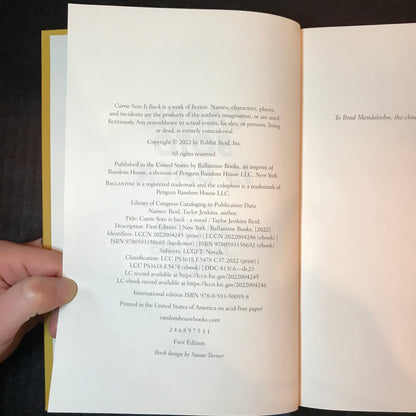 Carrie Soto Is Back is a work of fiction. Names, characters, places,
and incidents are the products of the author's imagination, or are used
fictitiously. Any resemblance to actual events, locales, or persons, living
or dead, is entirely coincidental.
Copyright © 2022 by Rabbit Reid, Inc.
All rights reserved.
Published in the United States by Ballantine Books, an imprint of
Random House, a division of Penguin Random House LLC, New York.
BALLANTINE is a registered trademark and the colophon is a trademark of
Penguin Random House LLC.
Library of Congress Cataloging-in-Publication Data
Names: Reid, Taylor Jenkins, author.
Title: Carrie Soto is back : a novel / Taylor Jenkins Reid.
Description: First Edition. | New York : Ballantine Books, [2022]
Identifiers: LCCN 2022004245 (print) | LCCN 2022004246 (ebook) |
ISBN 9780593158685 (hardcover) | ISBN 9780593158692 (ebook)
Subjects: LCGFT: Novels.
Classification: LCC PS3618.E5478 C37 2022 (print) |
LCC PS3618.E5478 (ebook) | DDC 813/.6—dc23
LC record available at https://lccn.loc.gov/2022004245
LC ebook record available at https://lccn.loc.gov/2022004246
International edition ISBN 978-0-593-50095-8
Printed in the United States of America on acid-free paper
randomhousebooks.com
2 4 6 8 9 7 5 3 1
First Edition
Book design by Susan Turner
To Brad Mendelsohn, the close